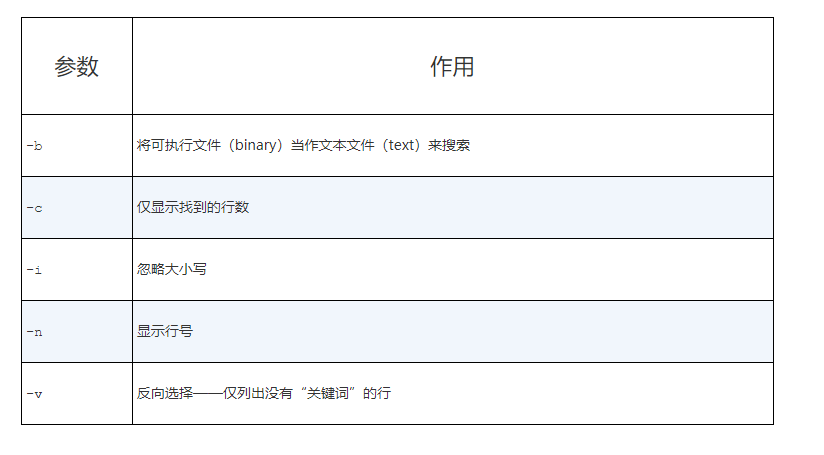 参数 作用
-b 将可执行文件（binary）当作文本文件（text）来搜索
-c 仅显示找到的行数
-i 忽略大小写
-n 显示行号
-v 反向选择——仅列出没有“关键词”的行